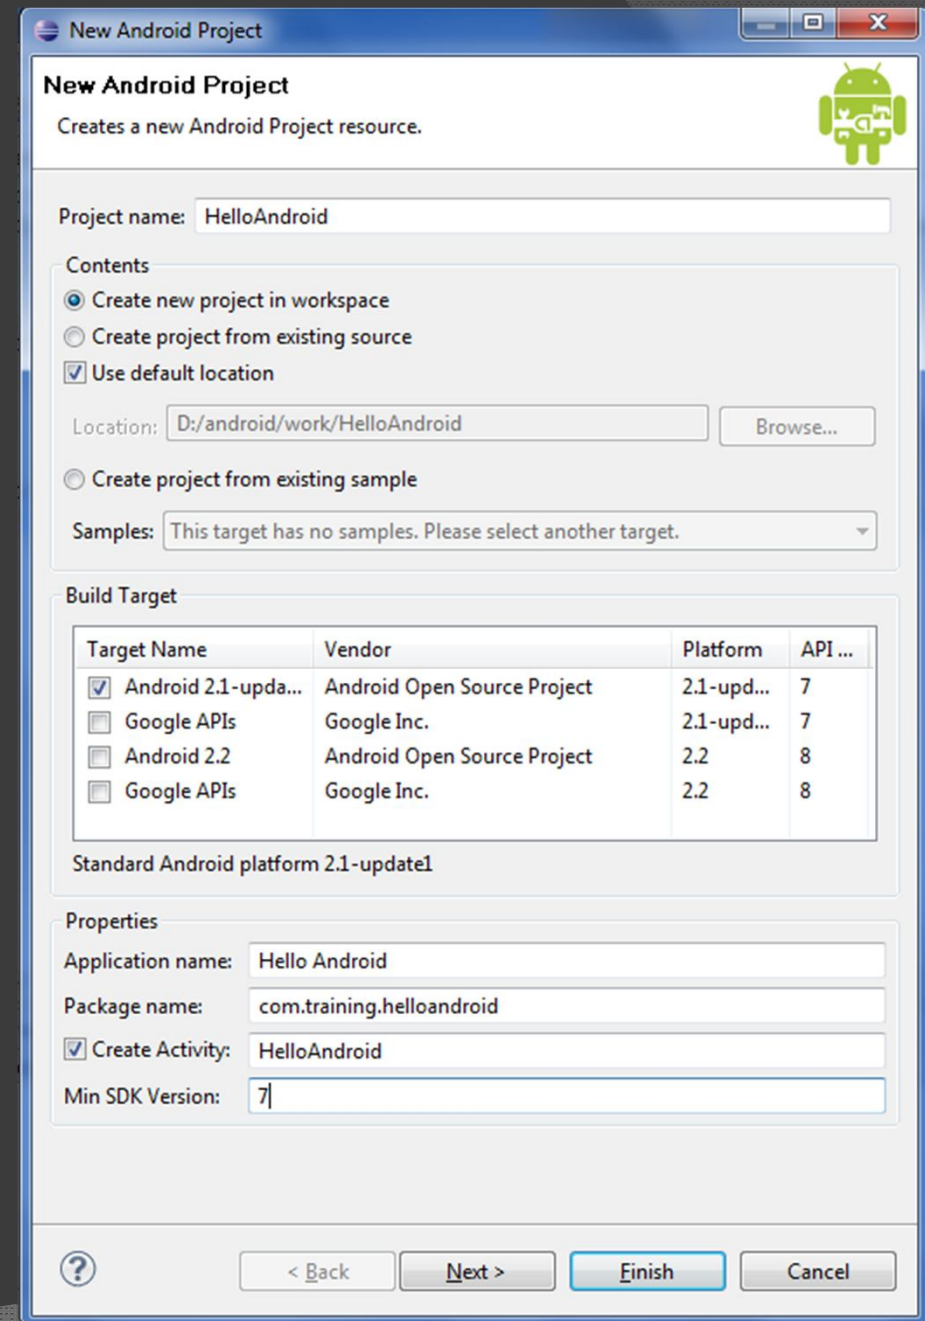 New Android Project
New Android Project
Creates a new Android Project resource.
Project name: HelloAndroid
Contents
Create new project in workspace
Create project from existing source
Use default location
Location: D:/android/work/HelloAndroid Browse...
Create project from existing sample
Samples: This target has no samples. Please select another target.
Build Target
Target Name Vendor Platform API ...
Android 2.1-upda... Android Open Source Project 2.1-upd... 7
Google APIs Google Inc. 2.1-upd... 7
Android 2.2 Android Open Source Project 2.2 8
Google APIs Google Inc. 2.2 8
Standard Android platform 2.1-update1
Properties
Application name: Hello Android
Package name: com.training.helloandroid
Create Activity: HelloAndroid
Min SDK Version: 7
? < Back Next > Finish Cancel